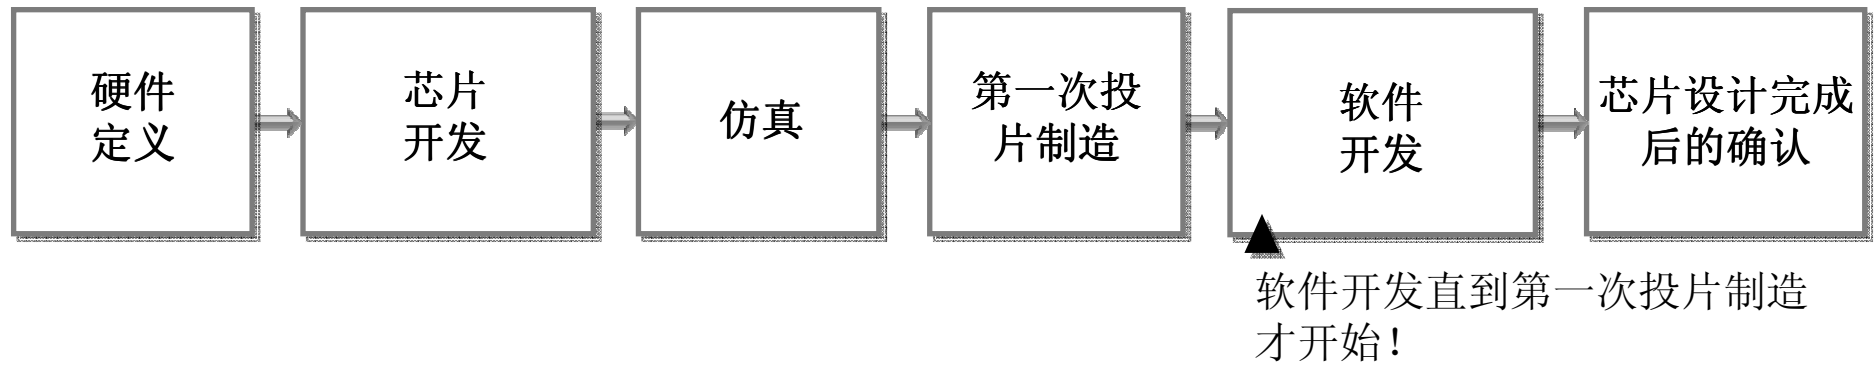 硬件
定义
芯片
开发
仿真
第一次投
片制造
软件
开发
芯片设计完成
后的确认
软件开发直到第一次投片制造
才开始！